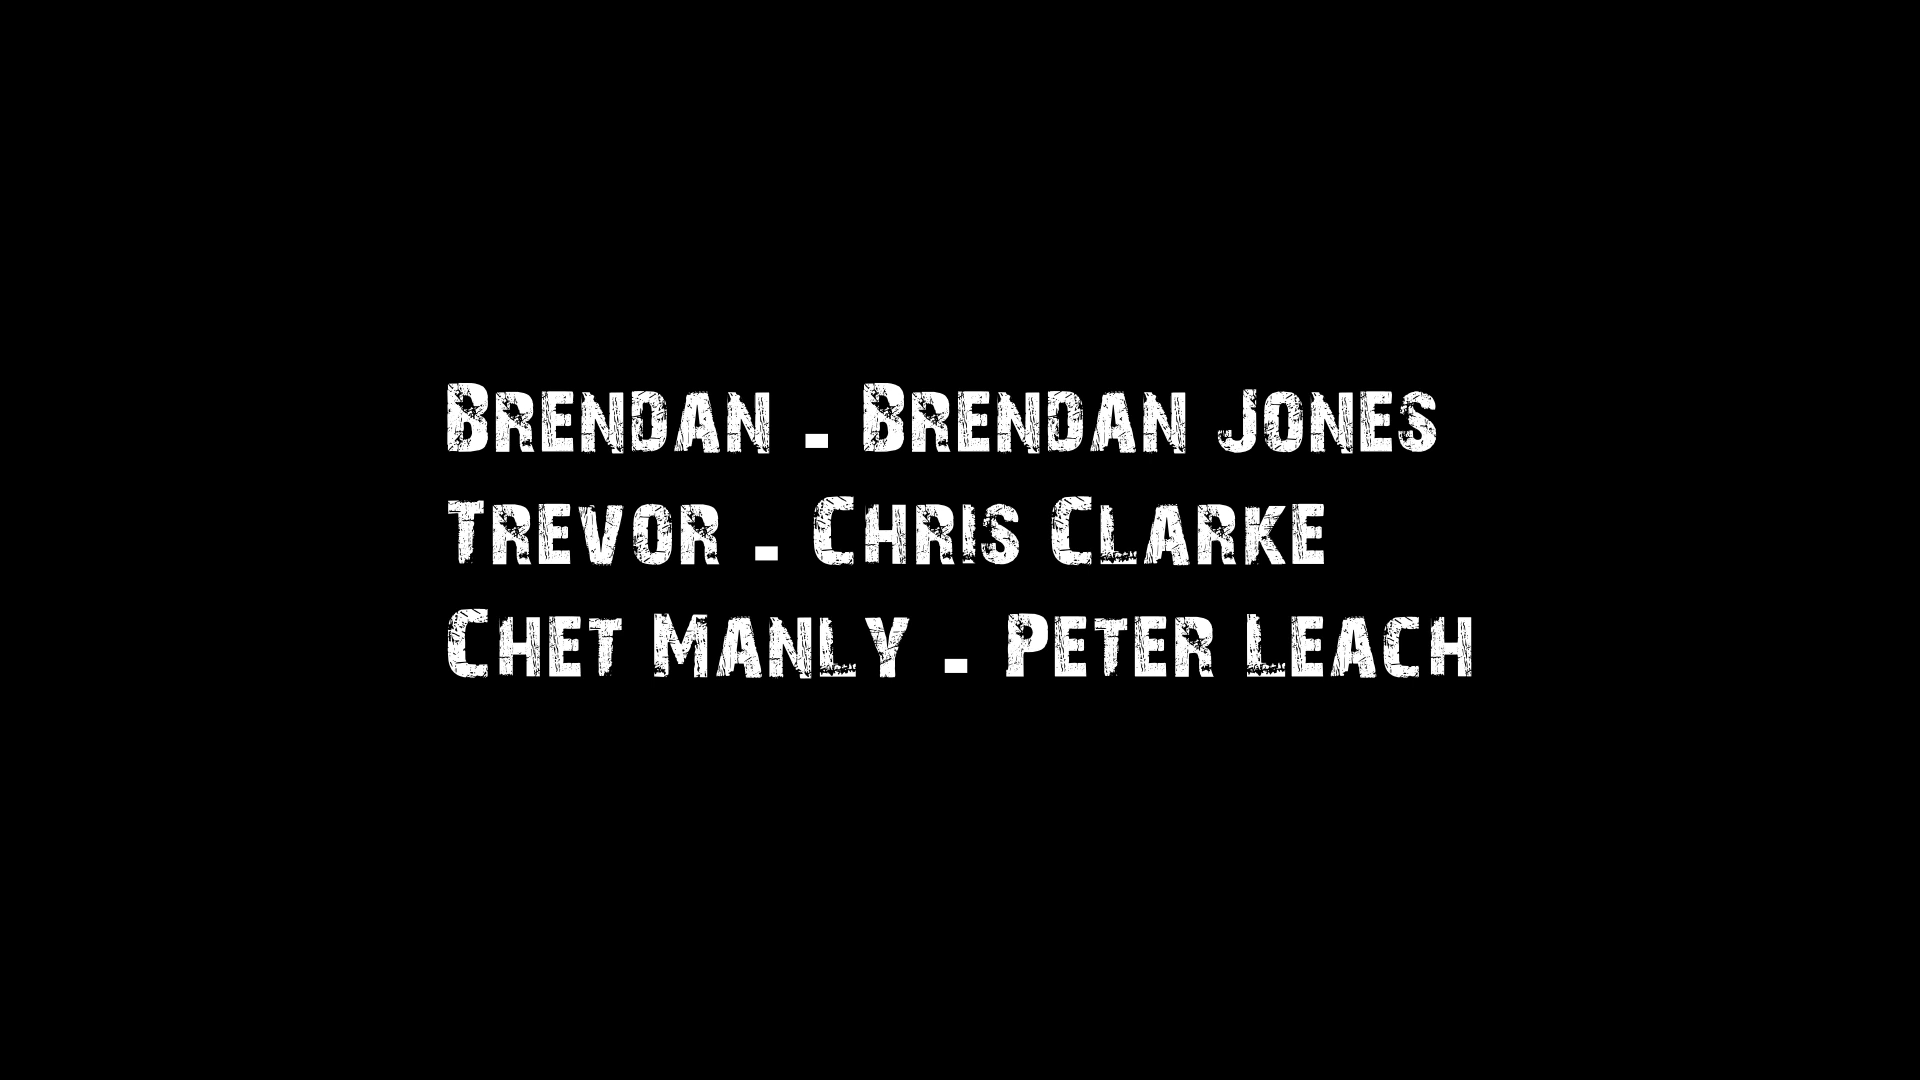 Brendan - Brendan Jones
Trevor - Chris Clarke
Chet Manly - Peter Leach